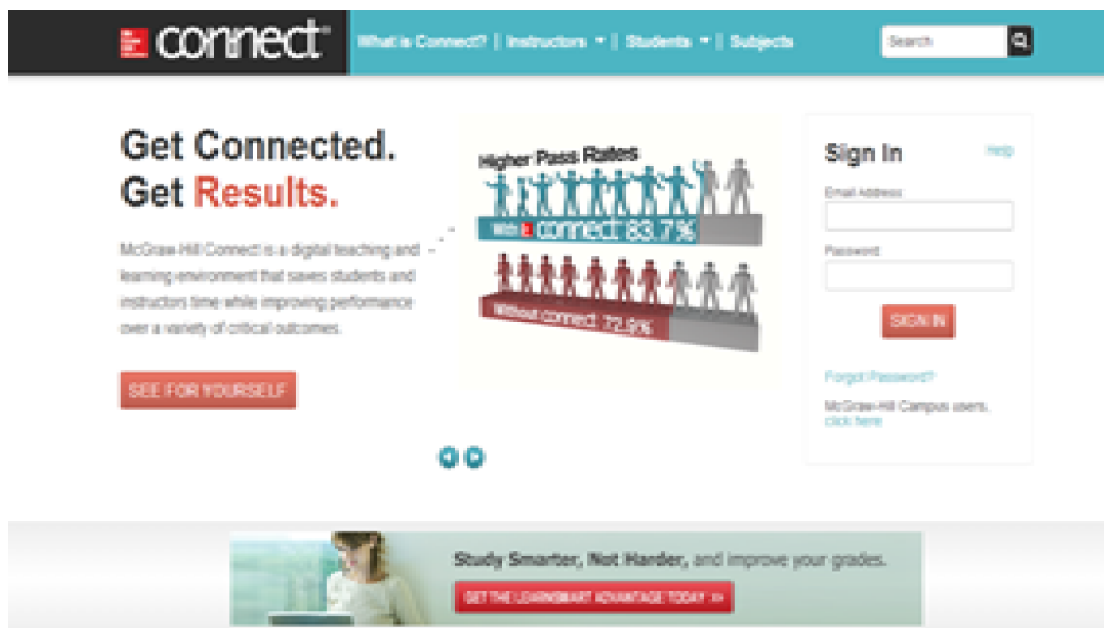 connect
What is Connect? | Instructors | Students | Subjects
Search
Get Connected.
Get Results.
McGraw-Hill Connect is a digital teaching and
learning environment that saves students and
instructors time while improving performance
over a variety of critical outcomes.
SEE FOR YOURSELF
Higher Pass Rates
With connect: 83.7%
Without connect: 72.9%
Sign In
Help
Email Address:
Password:
SIGN IN
Forgot Password?
McGraw-Hill Campus users,
click here
Study Smarter, Not Harder, and improve your grades.
GET THE LEARNSMART ADVANTAGE TODAY >>